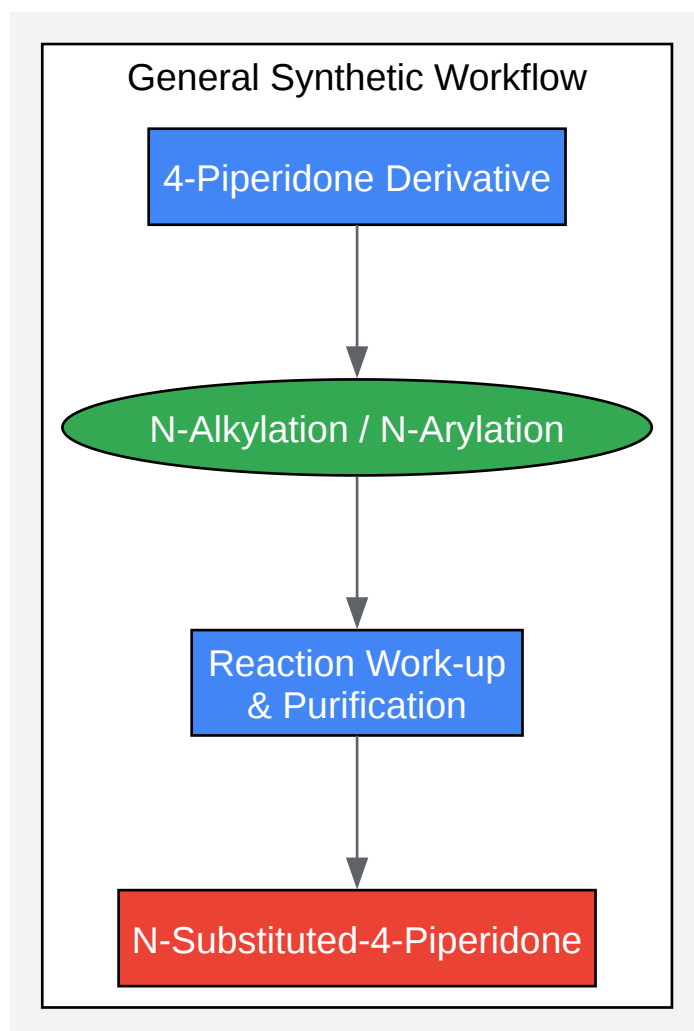 General Synthetic Workflow
4-Piperidone Derivative
N-Alkylation / N-Arylation
Reaction Work-up
& Purification
N-Substituted-4-Piperidone